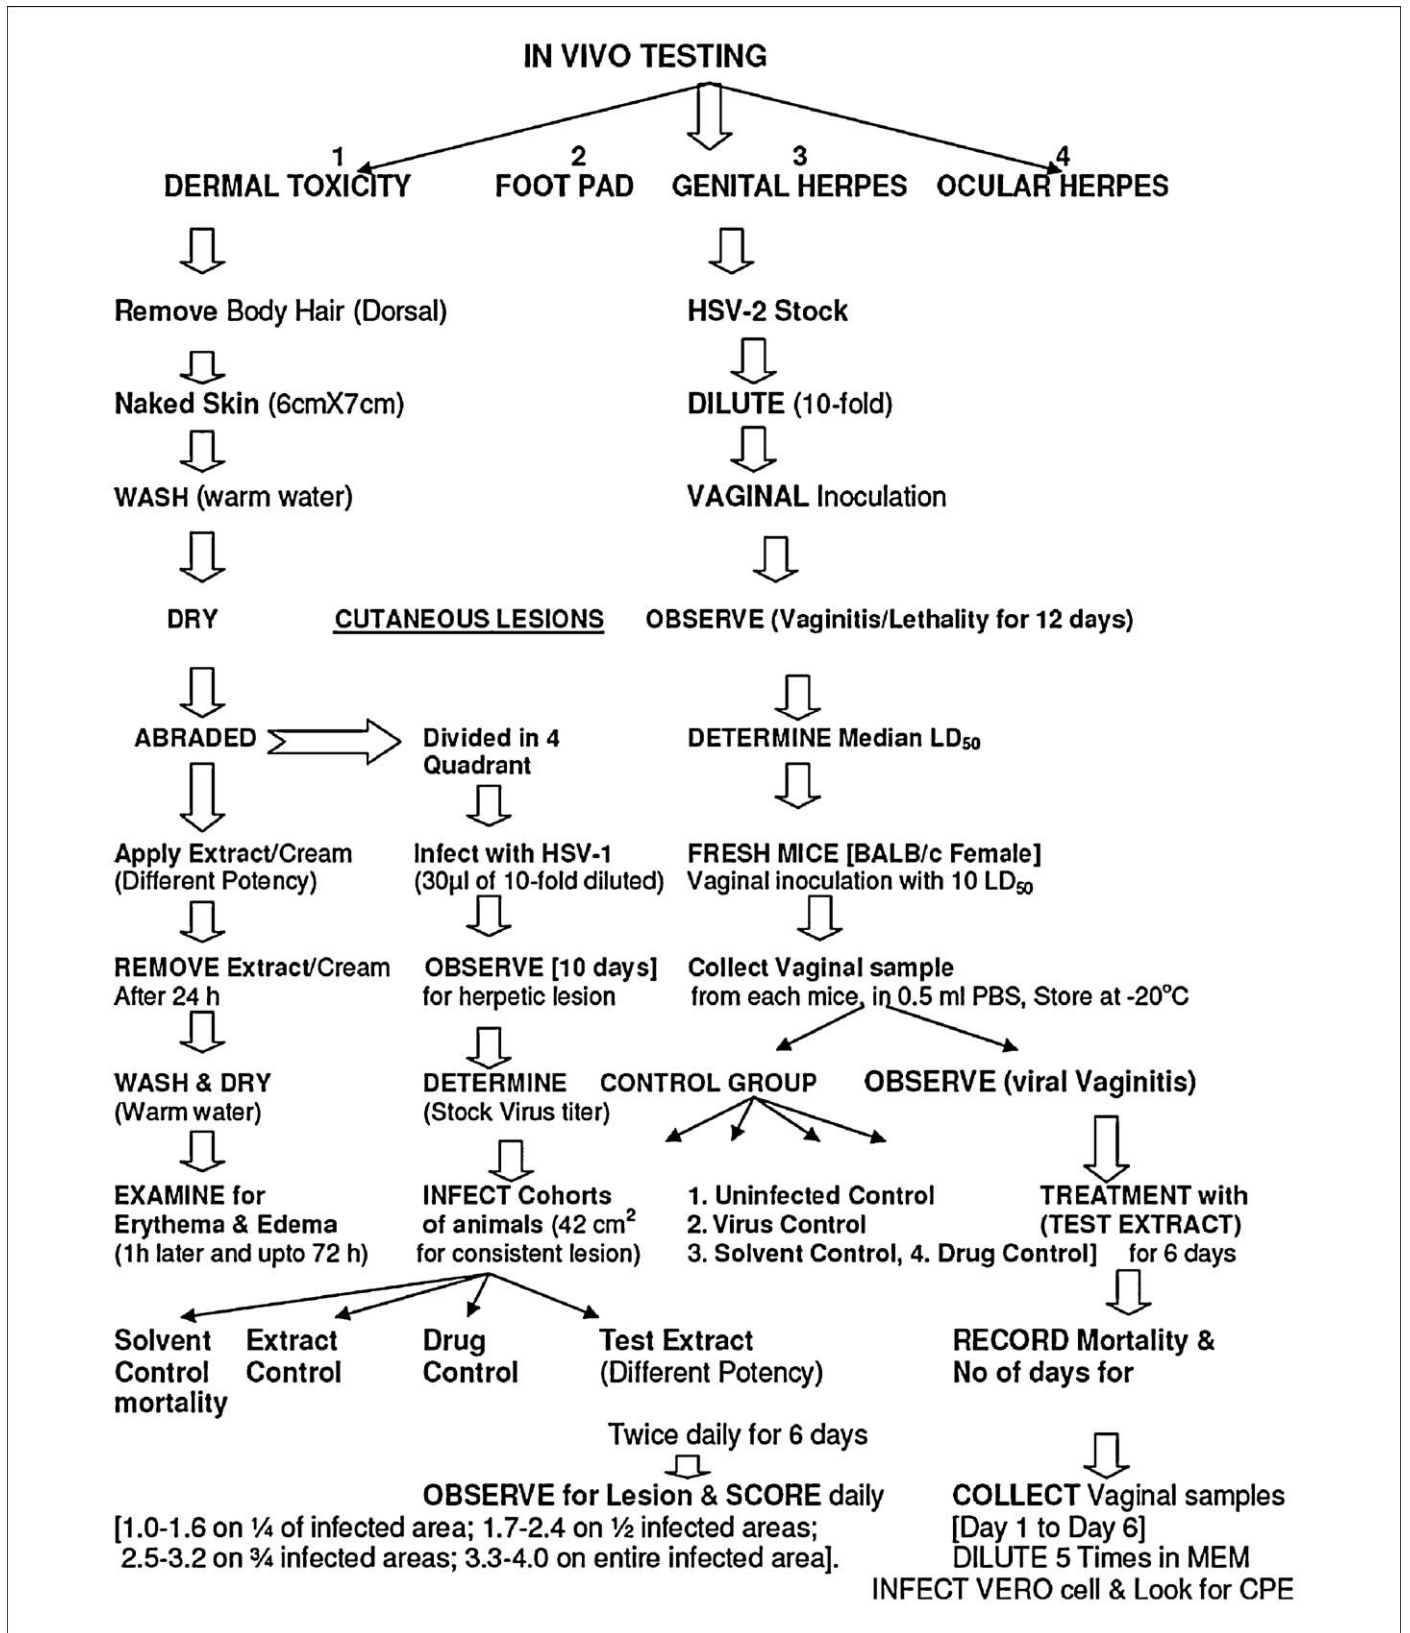 IN VIVO TESTING
1
DERMAL TOXICITY
2
FOOT PAD
3
GENITAL HERPES
4
OCULAR HERPES
Remove Body Hair (Dorsal)
Naked Skin (6cmX7cm)
WASH (warm water)
DRY
ABRADED
Apply Extract/Cream
(Different Potency)
REMOVE Extract/Cream
After 24 h
WASH & DRY
(Warm water)
EXAMINE for
Erythema & Edema
(1h later and upto 72 h)
CUTANEOUS LESIONS
Divided in 4
Quadrant
Infect with HSV-1
(30µl of 10-fold diluted)
OBSERVE [10 days]
for herpetic lesion
DETERMINE
(Stock Virus titer)
INFECT Cohorts
of animals (42 cm²
for consistent lesion)
Solvent
Control
mortality
Extract
Control
Drug
Control
Test Extract
(Different Potency)
Twice daily for 6 days
OBSERVE for Lesion & SCORE daily
[1.0-1.6 on ¼ of infected area; 1.7-2.4 on ½ infected areas;
2.5-3.2 on ¾ infected areas; 3.3-4.0 on entire infected area].
HSV-2 Stock
DILUTE (10-fold)
VAGINAL Inoculation
OBSERVE (Vaginitis/Lethality for 12 days)
DETERMINE Median LD₅₀
FRESH MICE [BALB/c Female]
Vaginal inoculation with 10 LD₅₀
Collect Vaginal sample
from each mice, in 0.5 ml PBS, Store at -20°C
CONTROL GROUP
1. Uninfected Control
2. Virus Control
3. Solvent Control, 4. Drug Control]
OBSERVE (viral Vaginitis)
TREATMENT with
(TEST EXTRACT)
for 6 days
RECORD Mortality &
No of days for
COLLECT Vaginal samples
[Day 1 to Day 6]
DILUTE 5 Times in MEM
INFECT VERO cell & Look for CPE